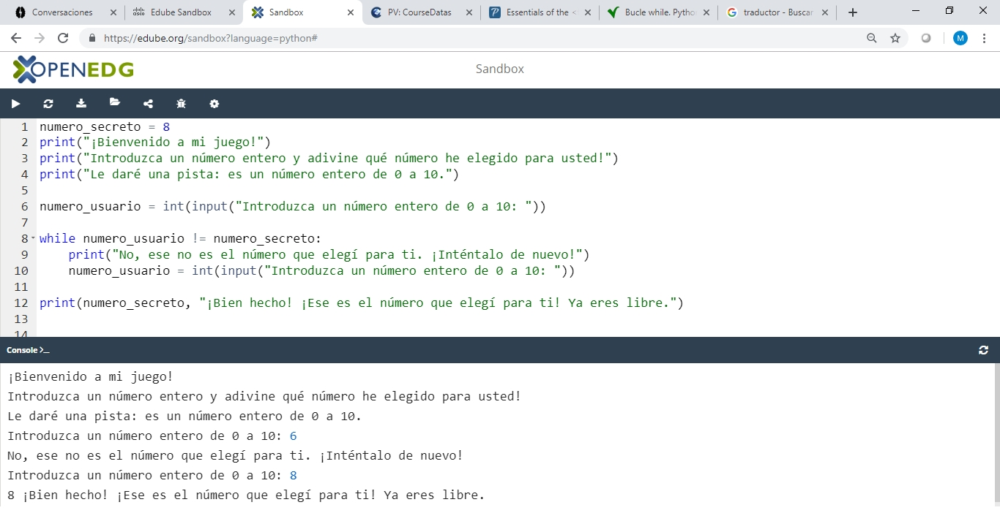 Conversaciones
Edube Sandbox
Sandbox
PV: CourseDatas
Essentials of the <
Bucle while. Pytho
traductor - Buscar
https://edube.org/sandbox?language=python#
M
OPENEDG
Sandbox
1 numero_secreto = 8
2 print("¡Bienvenido a mi juego!")
3 print("Introduzca un número entero y adivine qué número he elegido para usted!")
4 print("Le daré una pista: es un número entero de 0 a 10.")
5
6 numero_usuario = int(input("Introduzca un número entero de 0 a 10: "))
7
8 while numero_usuario != numero_secreto:
9     print("No, ese no es el número que elegí para ti. ¡Inténtalo de nuevo!")
10     numero_usuario = int(input("Introduzca un número entero de 0 a 10: "))
11
12 print(numero_secreto, "¡Bien hecho! ¡Ese es el número que elegí para ti! Ya eres libre.")
13
14
Console >_
¡Bienvenido a mi juego!
Introduzca un número entero y adivine qué número he elegido para usted!
Le daré una pista: es un número entero de 0 a 10.
Introduzca un número entero de 0 a 10: 6
No, ese no es el número que elegí para ti. ¡Inténtalo de nuevo!
Introduzca un número entero de 0 a 10: 8
8 ¡Bien hecho! ¡Ese es el número que elegí para ti! Ya eres libre.